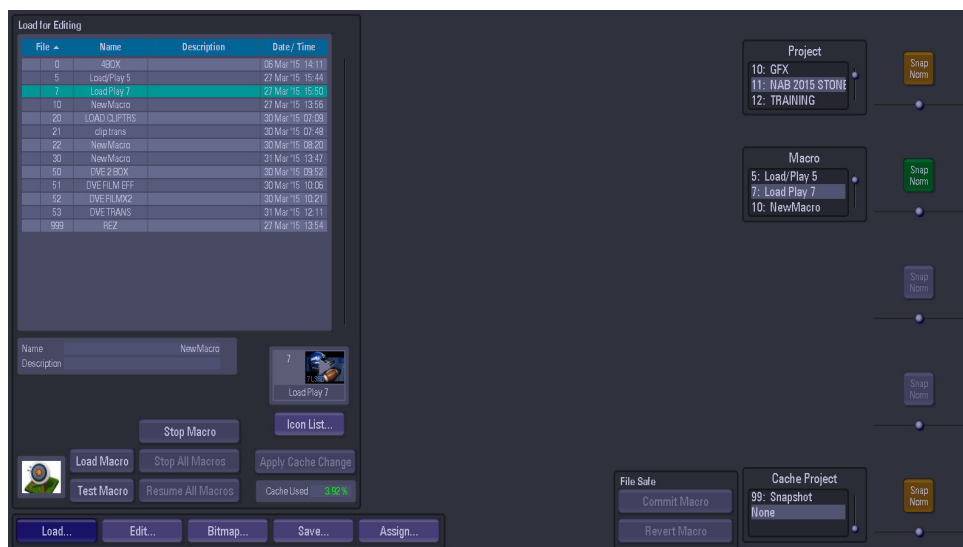 Load for Editing
File Name Description Date / Time
0 4BOX 06 Mar '15 14:11
5 Load/Play 5 27 Mar '15 15:44
7 Load Play 7 27 Mar '15 15:50
10 NewMacro 27 Mar '15 13:56
20 LOAD CLIPTRS 30 Mar '15 07:09
21 clip trans 30 Mar '15 07:48
22 NewMacro 30 Mar '15 08:20
30 NewMacro 31 Mar '15 13:47
50 DVE 2 BOX 30 Mar '15 09:52
51 DVE FILM EFF 30 Mar '15 10:06
52 DVE FILMX2 30 Mar '15 10:21
53 DVE TRANS 31 Mar '15 12:11
999 REZ 27 Mar '15 13:54
Name NewMacro
Description
7
Load Play 7
Icon List...
Stop Macro
Load Macro Stop All Macros Apply Cache Change
Test Macro Resume All Macros Cache Used 3.92%
Load... Edit... Bitmap... Save... Assign...
Project
10: GFX
11: NAB 2015 STONE
12: TRAINING
Snap
Norm
Macro
5: Load/Play 5
7: Load Play 7
10: NewMacro
Snap
Norm
Snap
Norm
Snap
Norm
File Safe
Commit Macro
Revert Macro
Cache Project
99: Snapshot
None
Snap
Norm